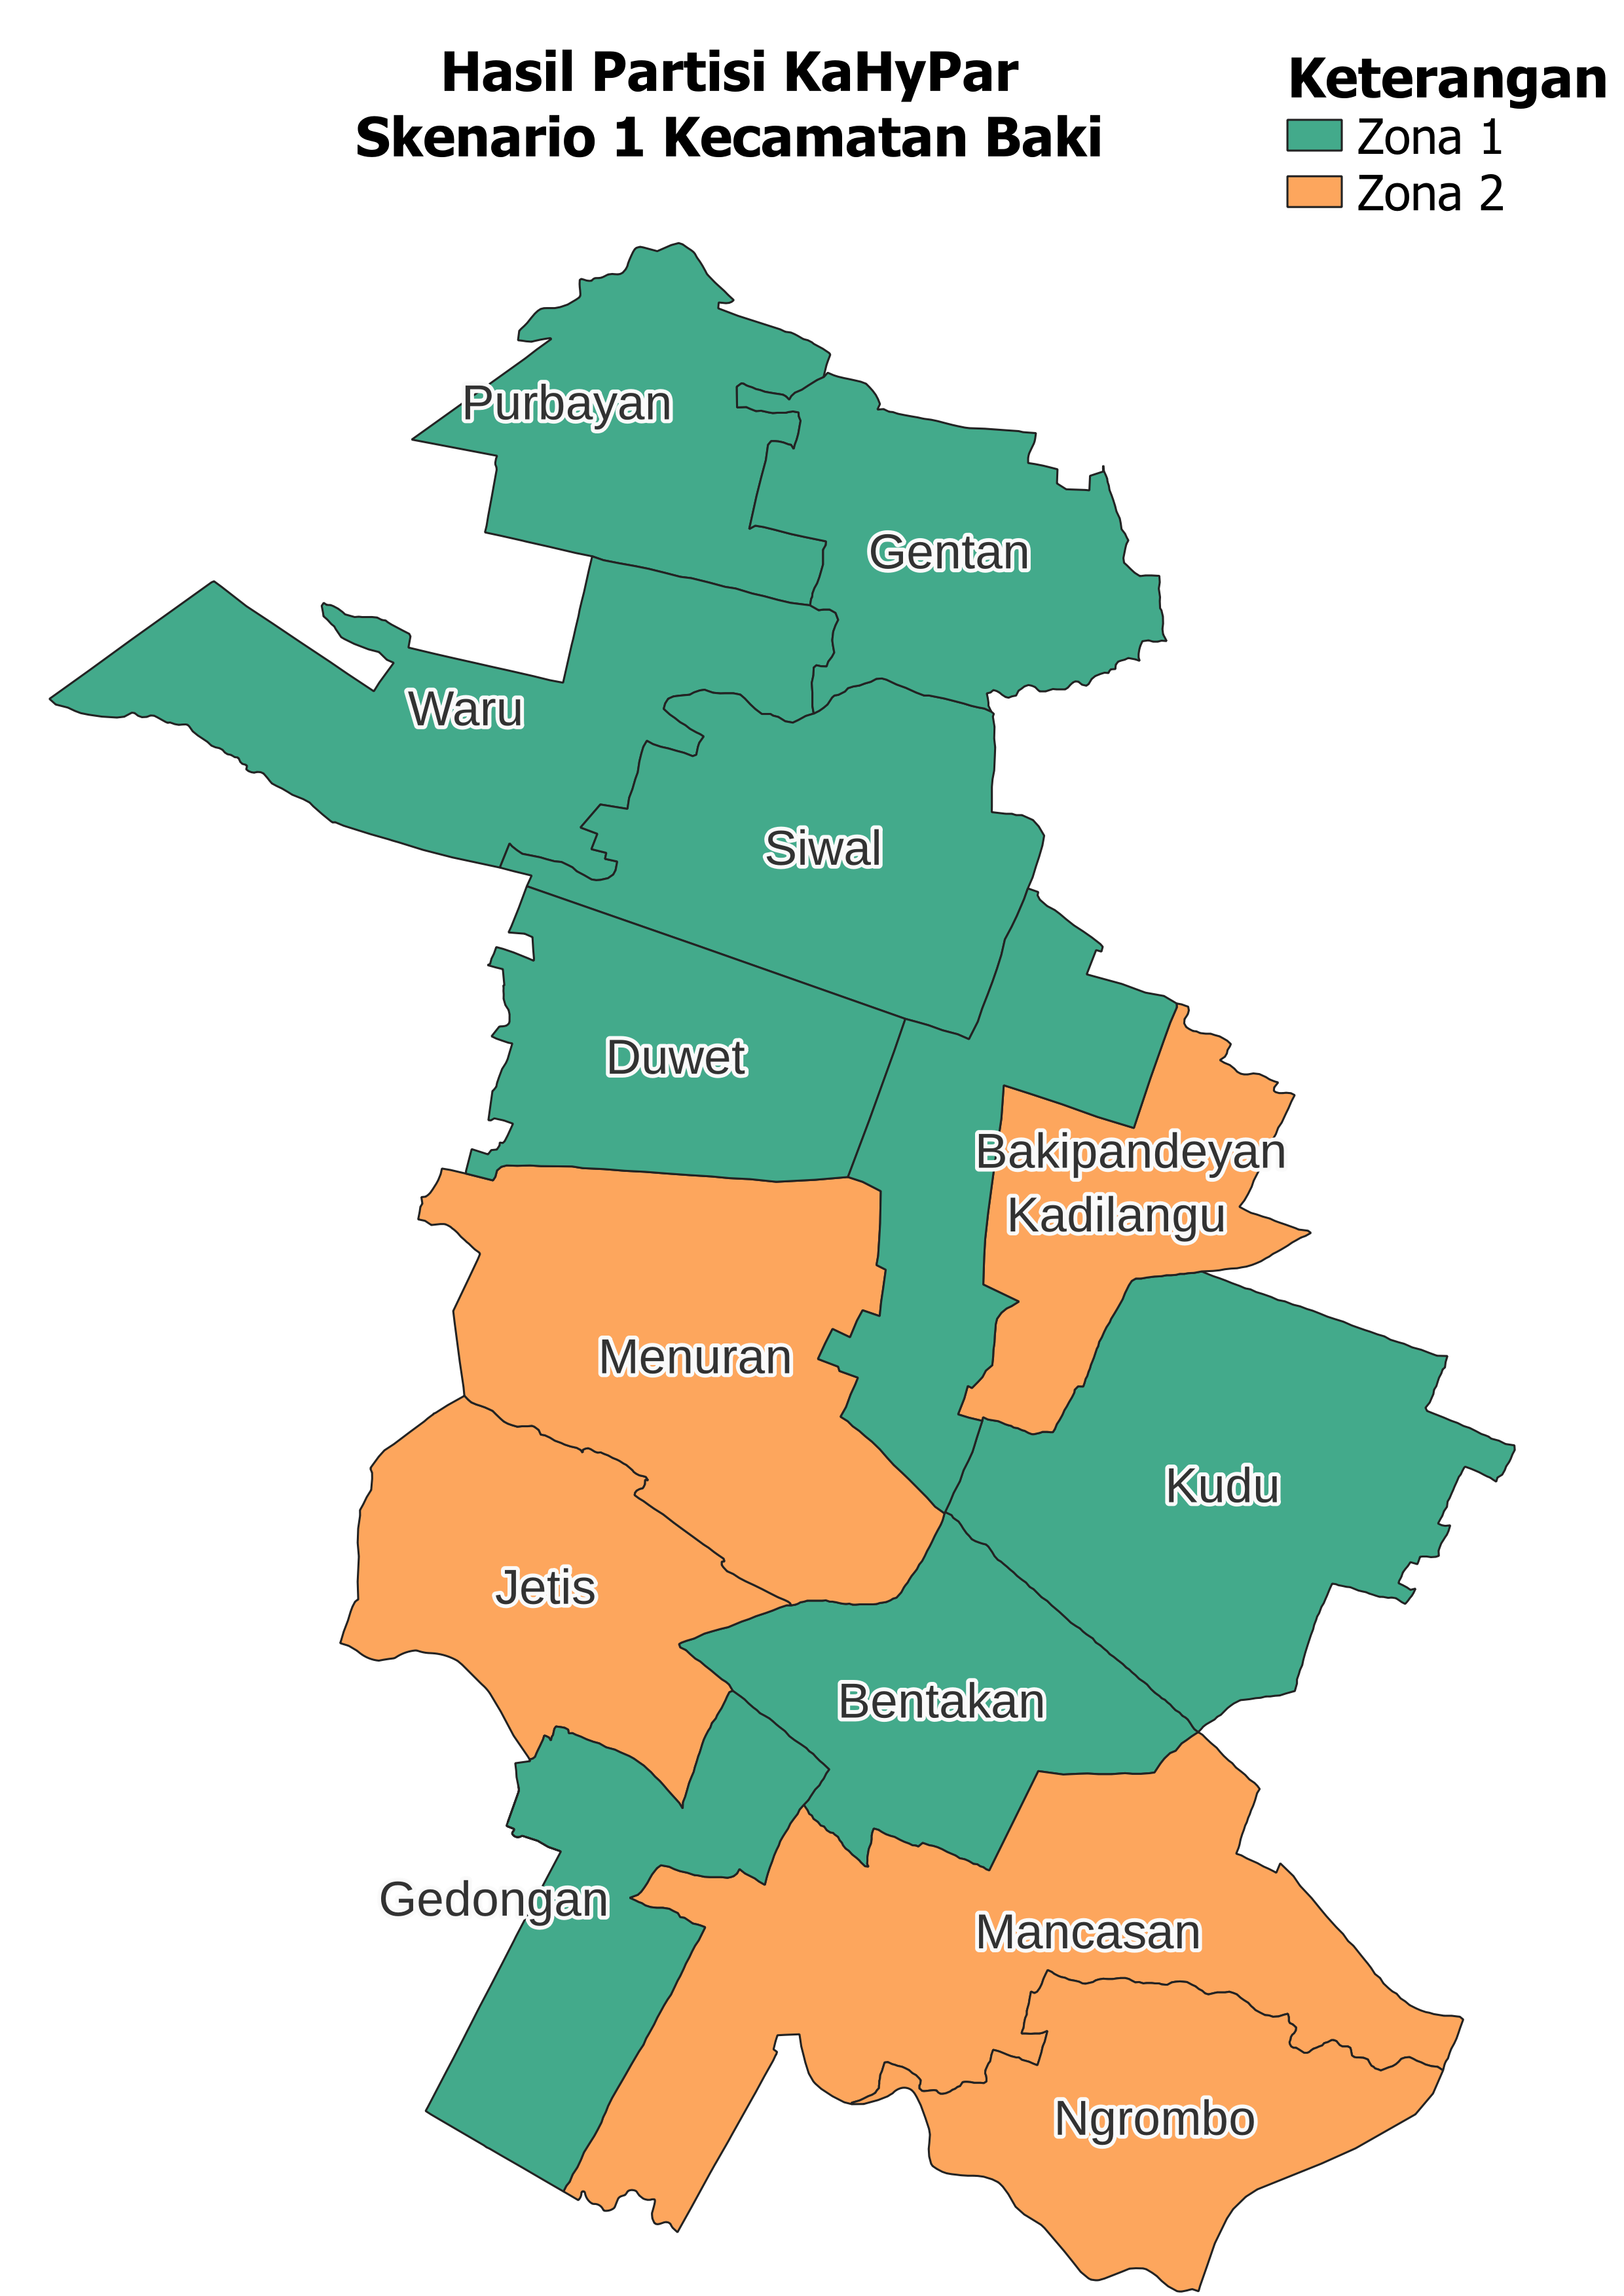 Hasil Partisi KaHyPar
Skenario 1 Kecamatan Baki
Keterangan
Zona 1
Zona 2
Purbayan
Gentan
Waru
Siwal
Duwet
Bakipandeyan
Kadilangu
Menuran
Kudu
Jetis
Bentakan
Gedongan
Mancasan
Ngrombo